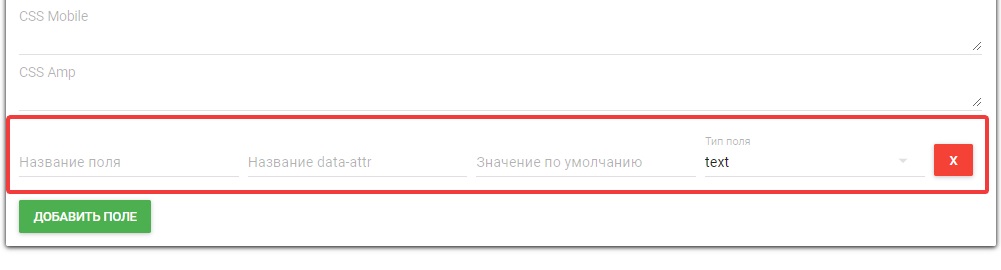 CSS Mobile
CSS Amp
Тип поля
Название поля Название data-attr Значение по умолчанию text X
ДОБАВИТЬ ПОЛЕ